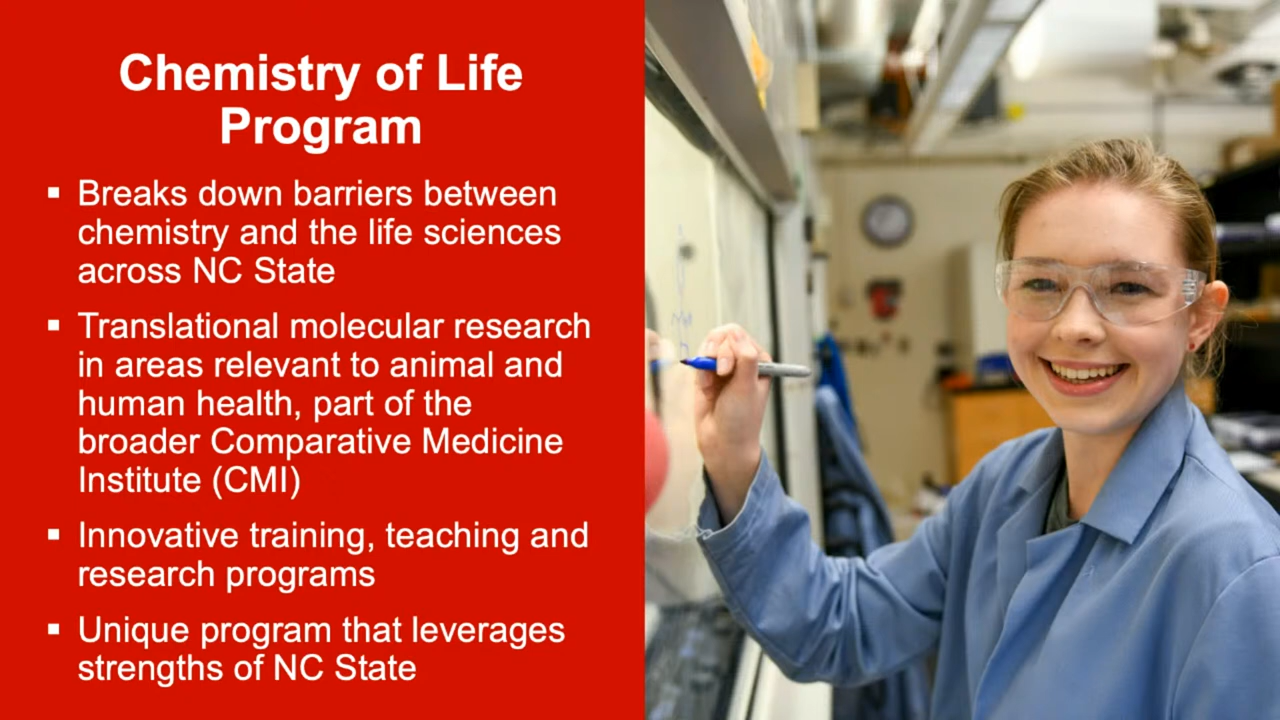 Chemistry of Life
Program
▪ Breaks down barriers between
chemistry and the life sciences
across NC State
▪ Translational molecular research
in areas relevant to animal and
human health, part of the
broader Comparative Medicine
Institute (CMI)
▪ Innovative training, teaching and
research programs
▪ Unique program that leverages
strengths of NC State